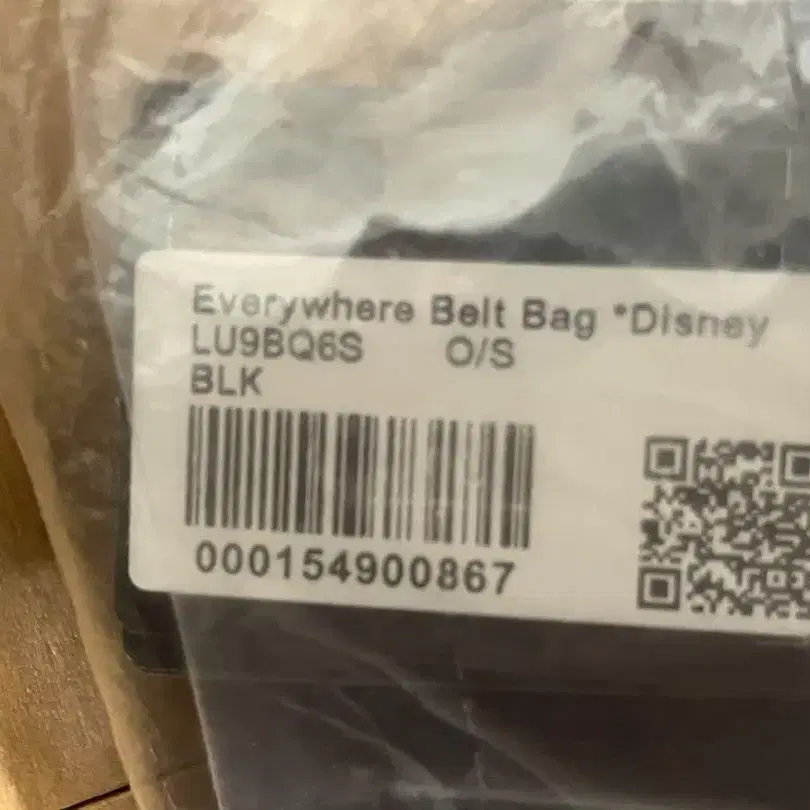 Everywhere Belt Bag *Disney
LU9BQ6S O/S
BLK
000154900867